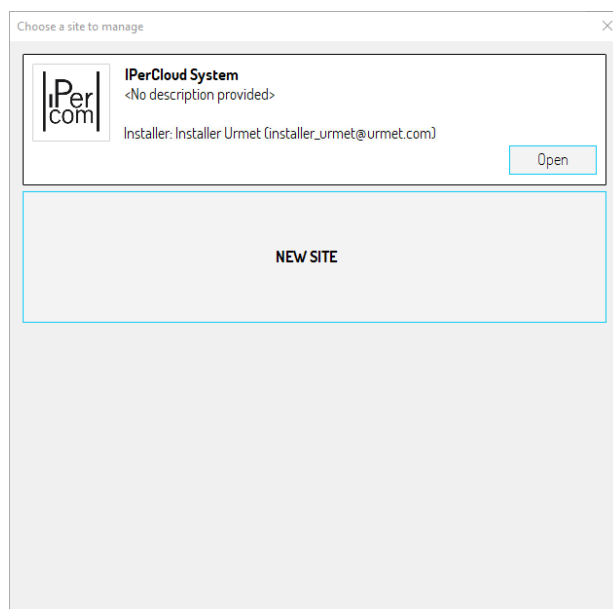 Choose a site to manage
iPer
com
IPerCloud System
<No description provided>
Installer: Installer Urmet (installer_urmet@urmet.com)
Open
NEW SITE